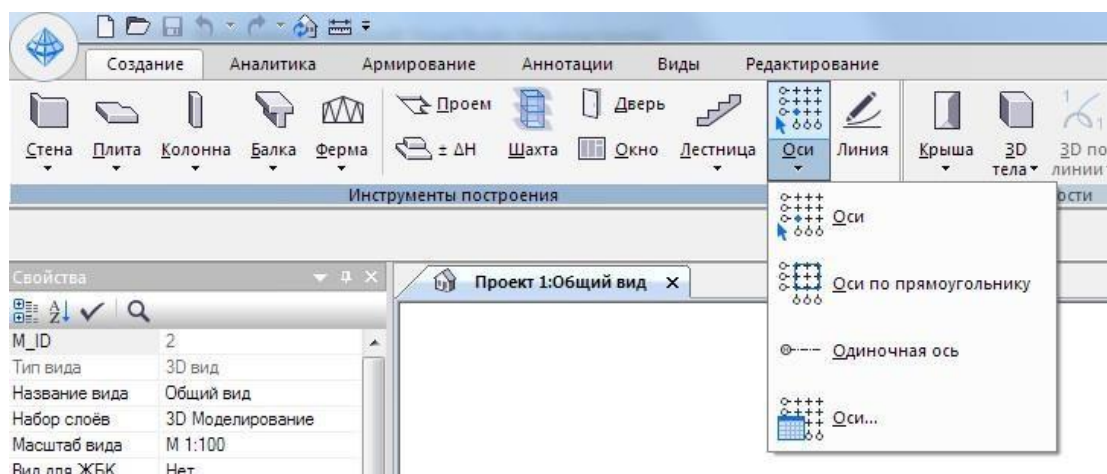 Создание Аналитика Армирование Аннотации Виды Редактирование
Проем Дверь
Стена Плита Колонна Балка Ферма ± ΔH Шахта Окно Лестница Оси Линия Крыша 3D тела 3D по линии
Инструменты построения
Оси
Оси по прямоугольнику
Одиночная ось
Оси...
Свойства
Проект 1:Общий вид
M_ID 2
Тип вида 3D вид
Название вида Общий вид
Набор слоёв 3D Моделирование
Масштаб вида М 1:100
Вид для ЖБК Нет